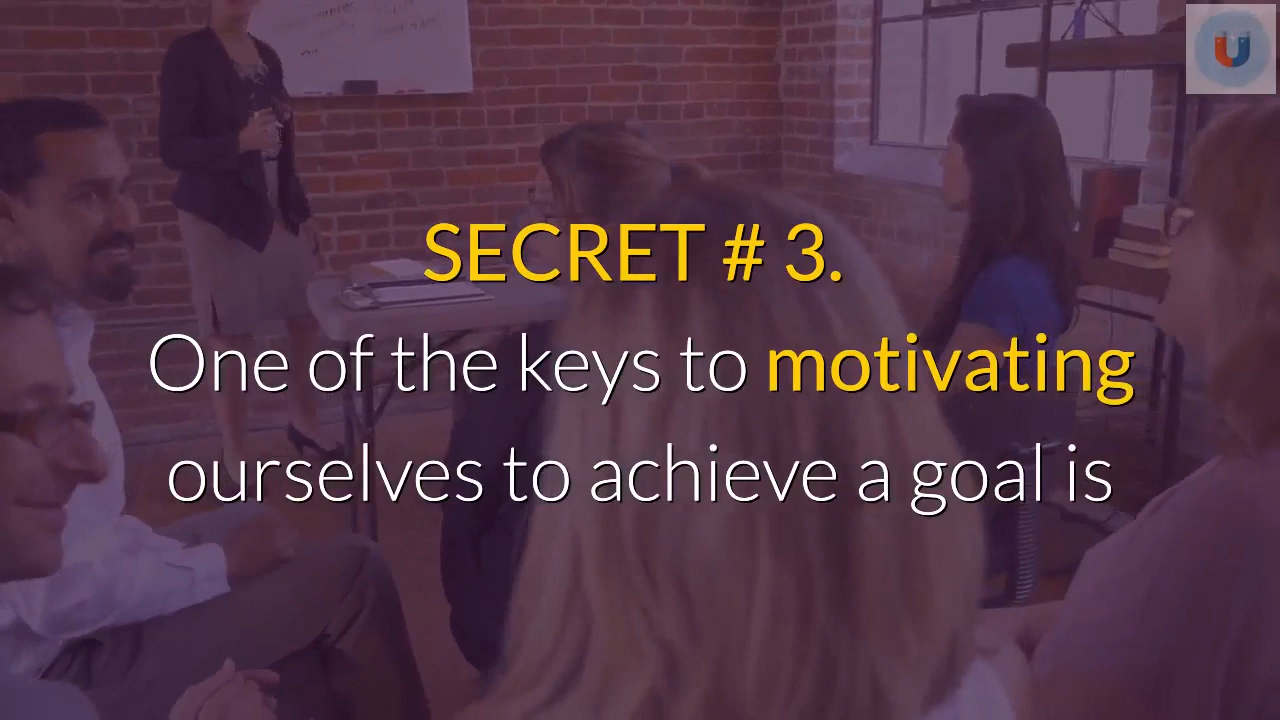 SECRET # 3.
One of the keys to motivating
ourselves to achieve a goal is